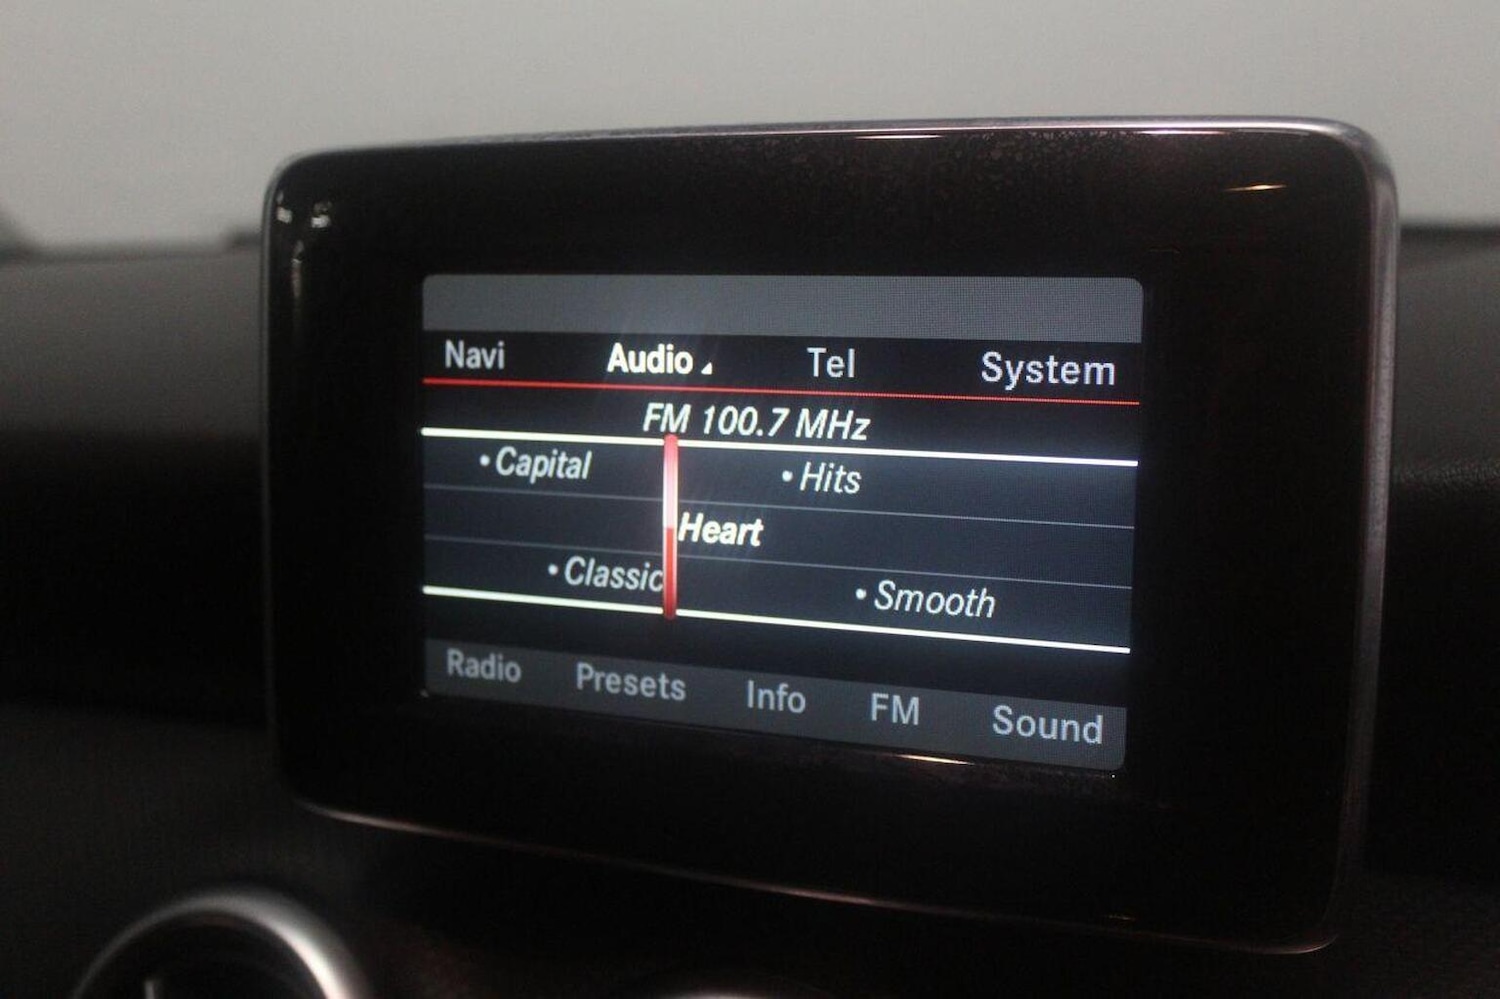 Navi Audio Tel System
FM 100.7 MHz
• Capital • Hits
Heart
• Classic • Smooth
Radio Presets Info FM Sound